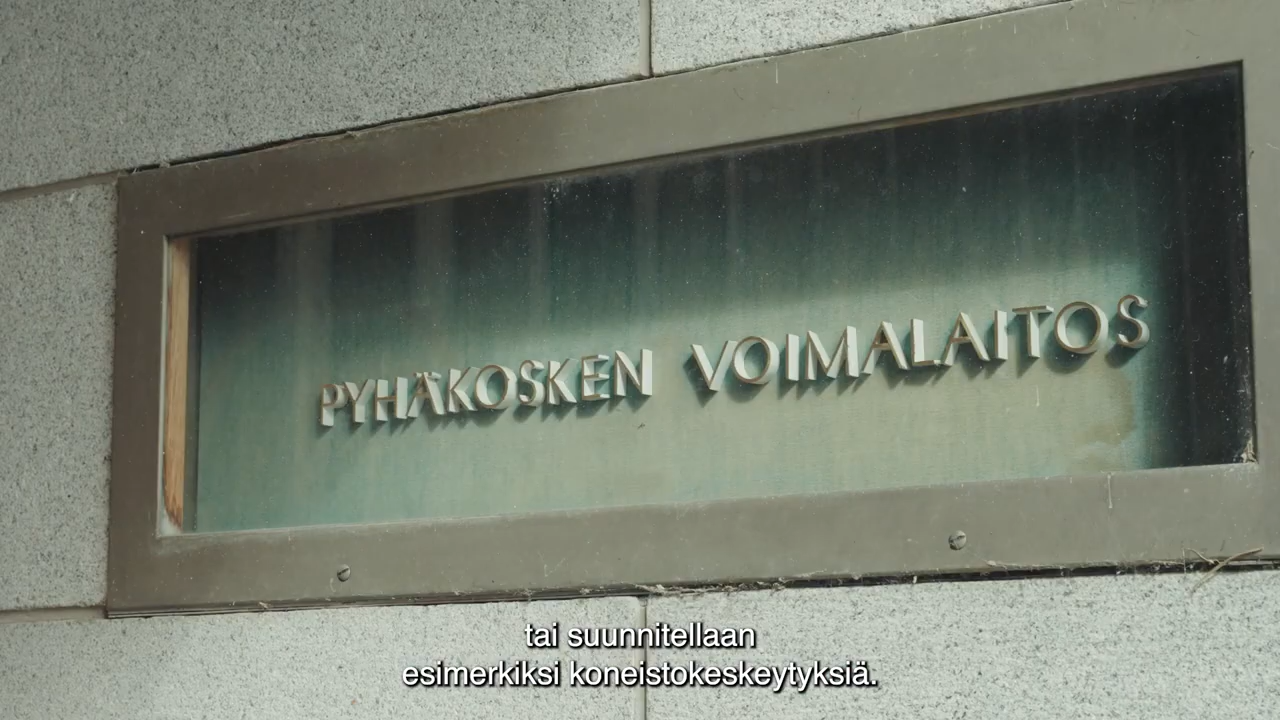 PYHÄKOSKEN VOIMALAITOS
tai suunnitellaan
esimerkiksi koneistokeskeytyksiä.